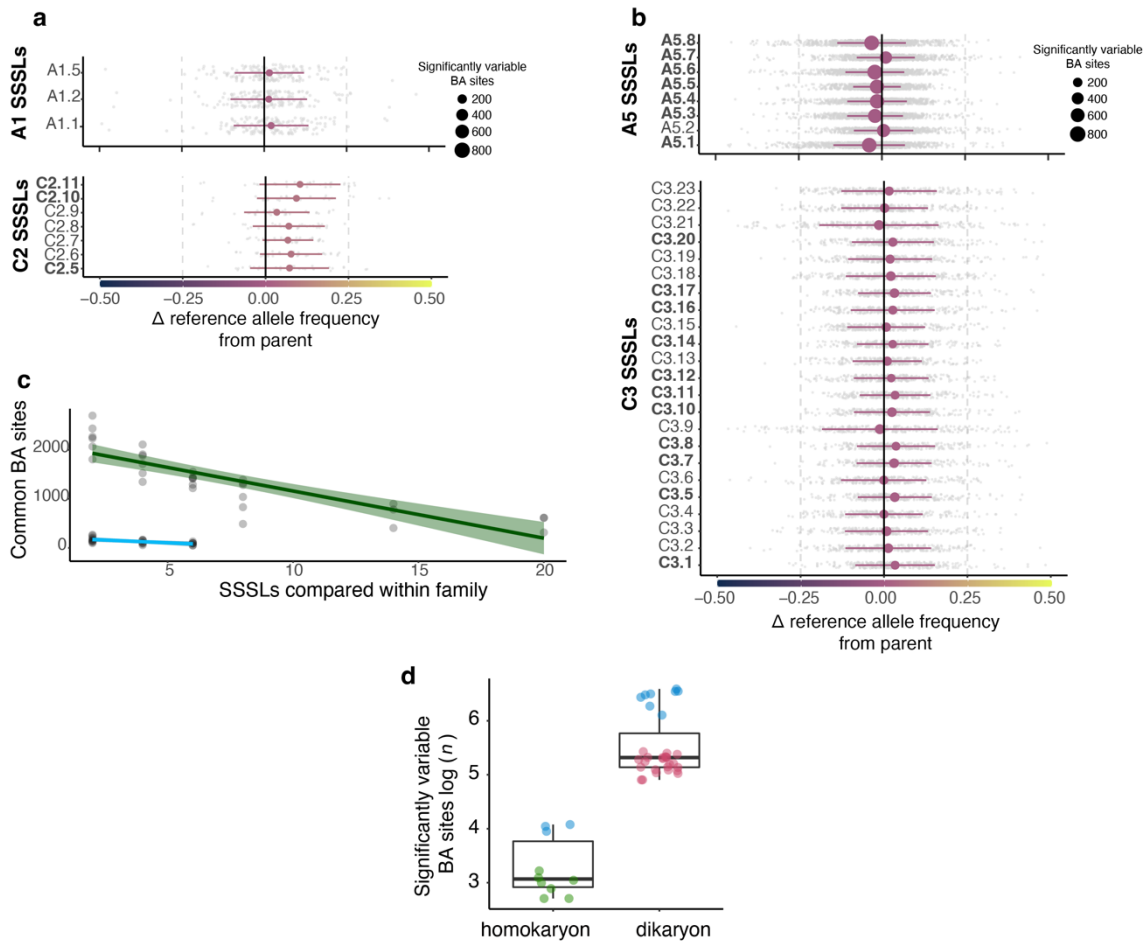 a
A1 SSSLs
A1.5
A1.2
A1.1
Significantly variable
BA sites
200
400
600
800
C2 SSSLs
C2.11
C2.10
C2.9
C2.8
C2.7
C2.6
C2.5
−0.50
−0.25
0.00
0.25
0.50
Δ reference allele frequency
from parent
b
A5 SSSLs
A5.8
A5.7
A5.6
A5.5
A5.4
A5.3
A5.2
A5.1
Significantly variable
BA sites
200
400
600
800
C3 SSSLs
C3.23
C3.22
C3.21
C3.20
C3.19
C3.18
C3.17
C3.16
C3.15
C3.14
C3.13
C3.12
C3.11
C3.10
C3.9
C3.8
C3.7
C3.6
C3.5
C3.4
C3.3
C3.2
C3.1
−0.50
−0.25
0.00
0.25
0.50
Δ reference allele frequency
from parent
c
Common BA sites
2000
1000
0
5
10
15
20
SSSLs compared within family
d
Significantly variable
BA sites log (n)
6
5
4
3
homokaryon
dikaryon